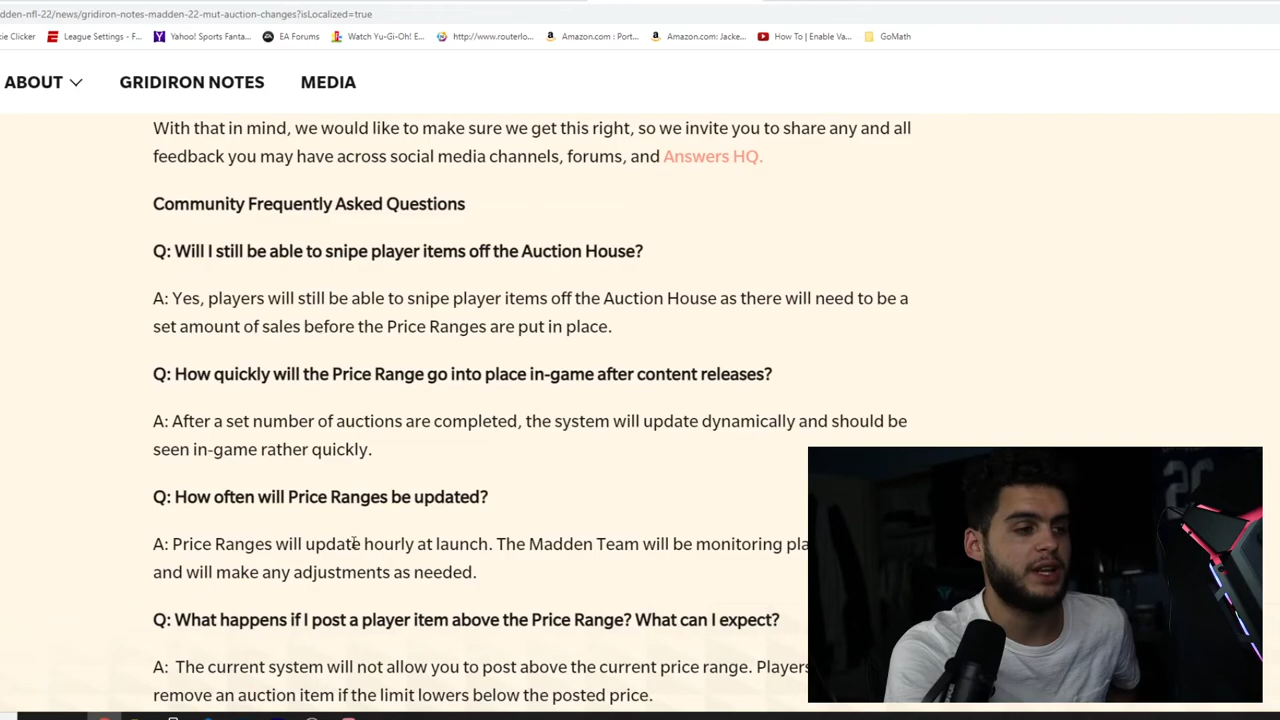 dden-nfl-22/news/gridiron-notes-madden-22-mut-auction-changes?isLocalized=true
kie Clicker League Settings - F... Yahoo! Sports Fanta... EA Forums Watch Yu-Gi-Oh! E... http://www.routerlo... Amazon.com : Port... Amazon.com: Jacke... How To | Enable Va... GoMath
ABOUT GRIDIRON NOTES MEDIA
With that in mind, we would like to make sure we get this right, so we invite you to share any and all
feedback you may have across social media channels, forums, and Answers HQ.
Community Frequently Asked Questions
Q: Will I still be able to snipe player items off the Auction House?
A: Yes, players will still be able to snipe player items off the Auction House as there will need to be a
set amount of sales before the Price Ranges are put in place.
Q: How quickly will the Price Range go into place in-game after content releases?
A: After a set number of auctions are completed, the system will update dynamically and should be
seen in-game rather quickly.
Q: How often will Price Ranges be updated?
A: Price Ranges will update hourly at launch. The Madden Team will be monitoring pla
and will make any adjustments as needed.
Q: What happens if I post a player item above the Price Range? What can I expect?
A: The current system will not allow you to post above the current price range. Players
remove an auction item if the limit lowers below the posted price.